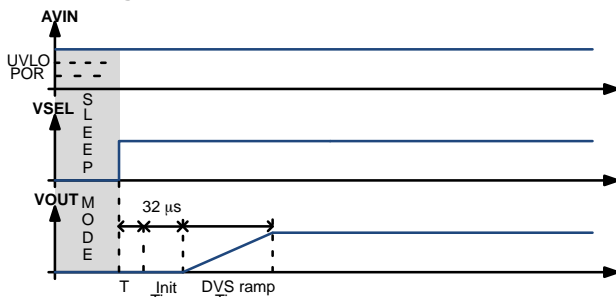 AVIN
UVLO
POR
VSEL
SLEEP
VOUT
MODE
32 μs
T
Init
DVS ramp